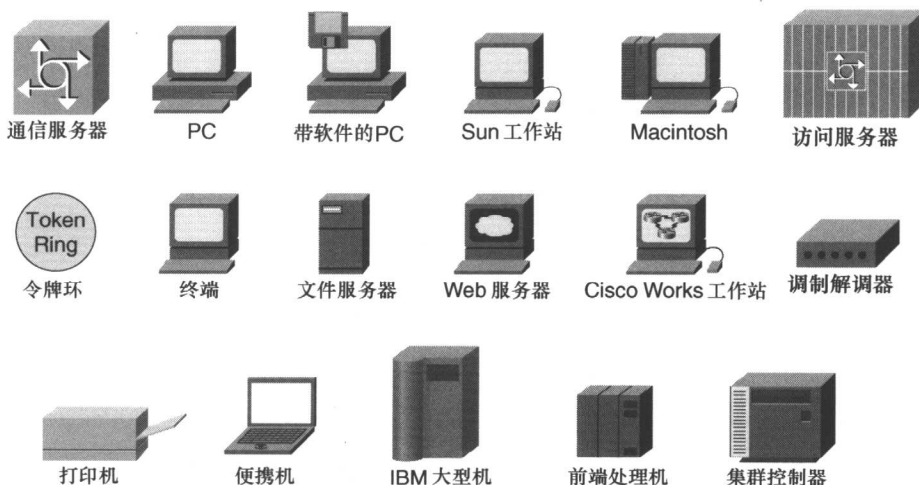 通信服务器
PC
带软件的PC
Sun 工作站
Macintosh
访问服务器
Token
Ring
令牌环
终端
文件服务器
Web 服务器
Cisco Works 工作站
调制解调器
打印机
便携机
IBM 大型机
前端处理机
集群控制器